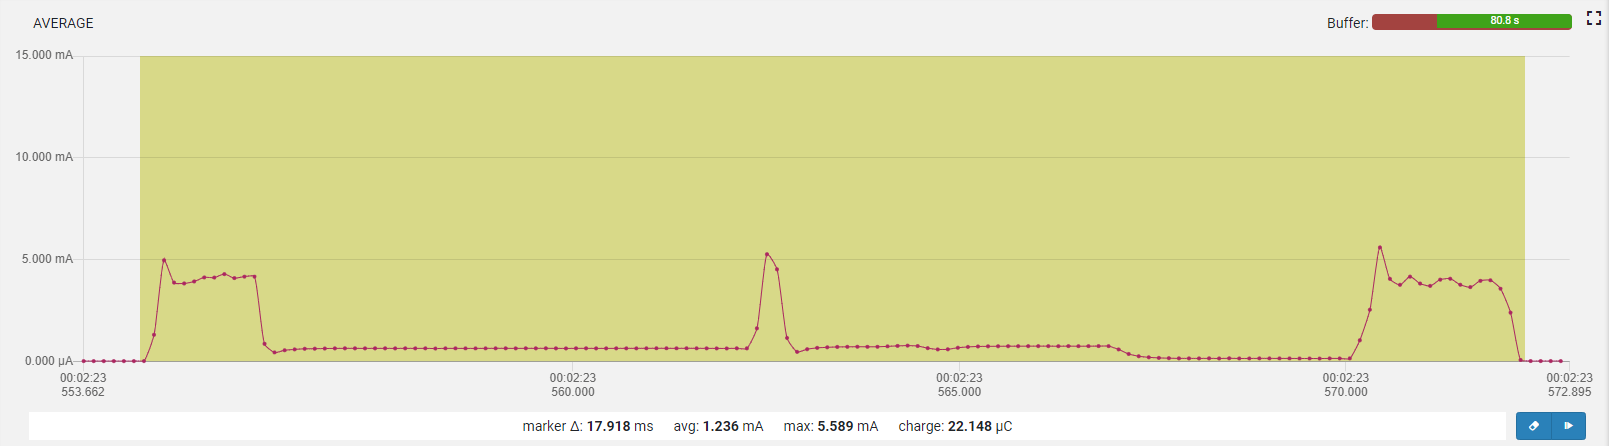 AVERAGE
Buffer: 80.8 s
15.000 mA
10.000 mA
5.000 mA
0.000 µA
00:02:23 00:02:23 00:02:23 00:02:23 00:02:23
553.662 560.000 565.000 570.000 572.895
marker Δ: 17.918 ms avg: 1.236 mA max: 5.589 mA charge: 22.148 µC